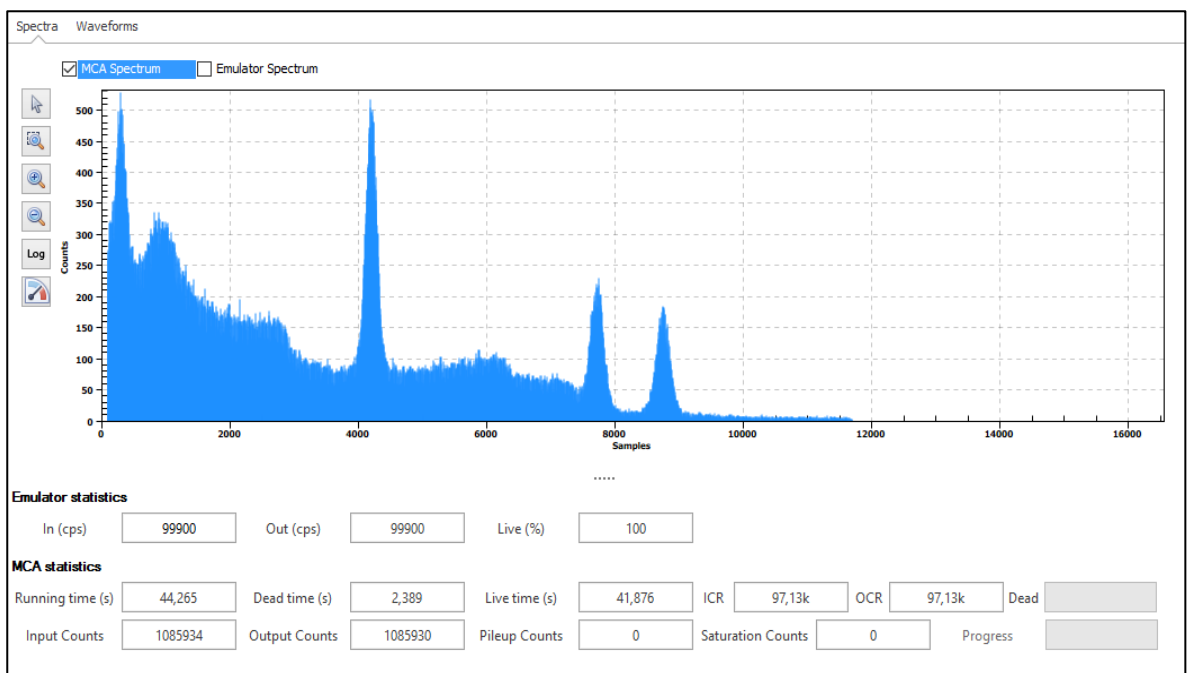 Spectra Waveforms
MCA Spectrum Emulator Spectrum
500
450
400
350
300
250
200
150
100
50
0
Log
Counts
0 2000 4000 6000 8000 10000 12000 14000 16000
Samples
Emulator statistics
In (cps) 99900 Out (cps) 99900 Live (%) 100
MCA statistics
Running time (s) 44,265 Dead time (s) 2,389 Live time (s) 41,876 ICR 97,13k OCR 97,13k Dead
Input Counts 1085934 Output Counts 1085930 Pileup Counts 0 Saturation Counts 0 Progress